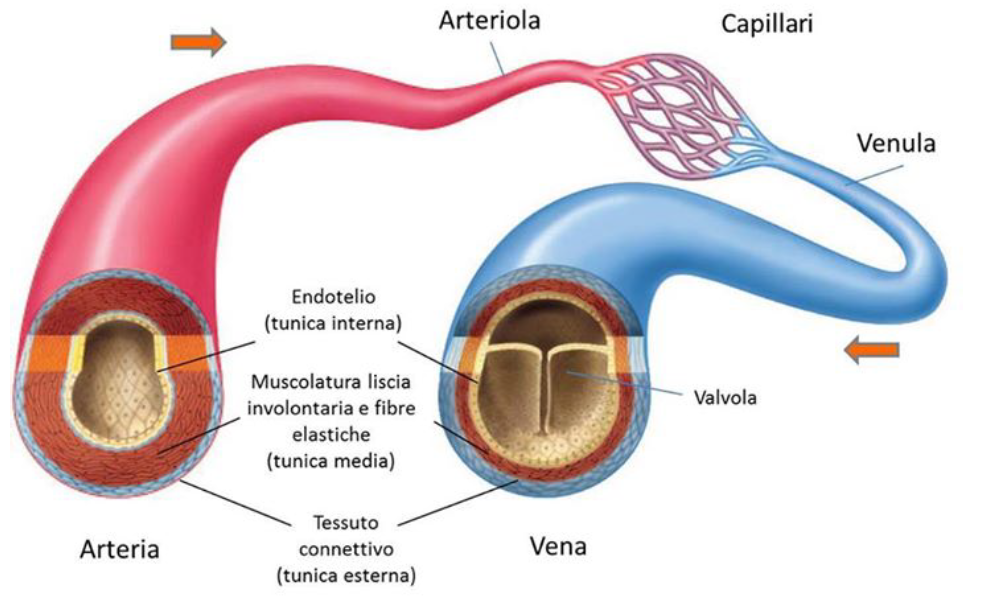 Arteriola
Capillari
Venula
Endotelio
(tunica interna)
Muscolatura liscia
involontaria e fibre
elastiche
(tunica media)
Valvola
Tessuto
connettivo
(tunica esterna)
Arteria
Vena